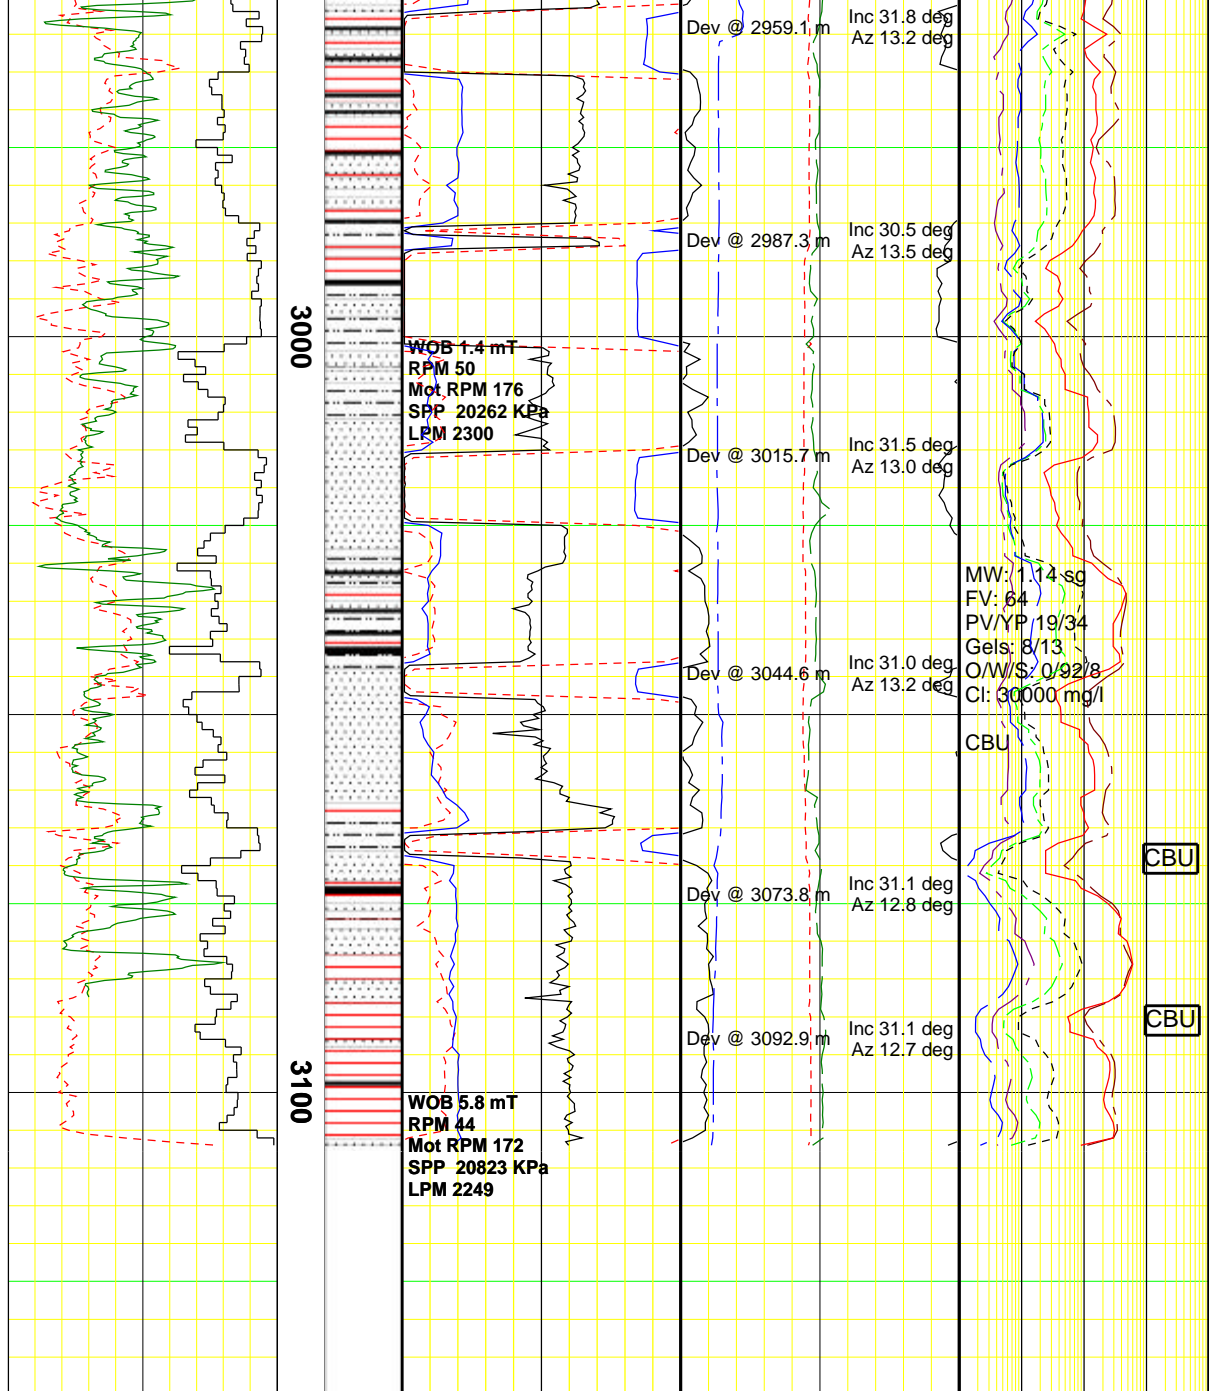 Dev @ 2959.1 m
Inc 31.8 deg
Az 13.2 deg
Dev @ 2987.3 m
Inc 30.5 deg
Az 13.5 deg
3000
WOB 1.4 mT
RPM 50
Mot RPM 176
SPP 20262 KPa
LPM 2300
Dev @ 3015.7 m
Inc 31.5 deg
Az 13.0 deg
MW: 1.14 sg
FV: 64
PV/YP 19/34
Gels: 8/13
O/W/S: 0/92/8
Cl: 30000 mg/l
Dev @ 3044.6 m
Inc 31.0 deg
Az 13.2 deg
CBU
CBU
Dev @ 3073.8 m
Inc 31.1 deg
Az 12.8 deg
CBU
Dev @ 3092.9 m
Inc 31.1 deg
Az 12.7 deg
3100
WOB 5.8 mT
RPM 44
Mot RPM 172
SPP 20823 KPa
LPM 2249